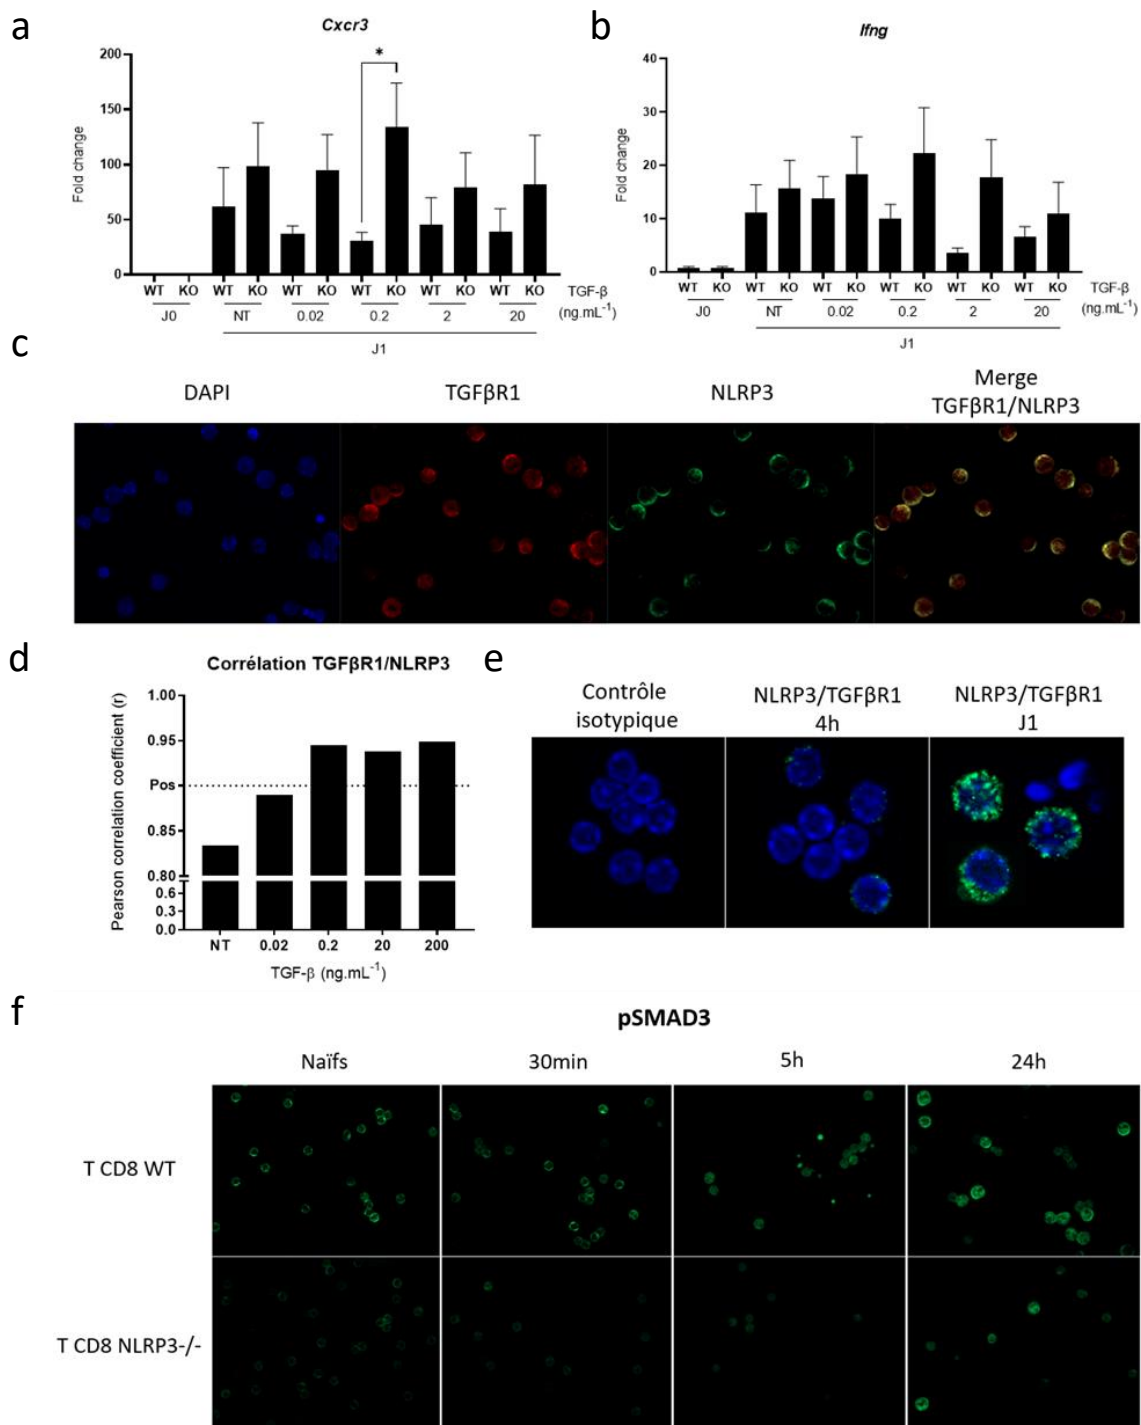 a
Cxcr3
200
150
100
50
0
Fold change
*
WT KO WT KO WT KO WT KO WT KO WT KO
J0 NT 0.02 0.2 2 20
TGF-β
(ng.mL-1)
J1
b
Ifng
40
30
20
10
0
Fold change
WT KO WT KO WT KO WT KO WT KO WT KO
J0 NT 0.02 0.2 2 20
TGF-β
(ng.mL-1)
J1
c
DAPI
TGFβR1
NLRP3
Merge
TGFβR1/NLRP3
d
Corrélation TGFβR1/NLRP3
Pearson correlation coefficient (r)
1.00
0.95
Pos
0.85
0.80
0.6
0.3
0.0
NT 0.02 0.2 20 200
TGF-β (ng.mL-1)
e
Contrôle
isotypique
NLRP3/TGFβR1
4h
NLRP3/TGFβR1
J1
f
pSMAD3
Naïfs 30min 5h 24h
T CD8 WT
T CD8 NLRP3-/-